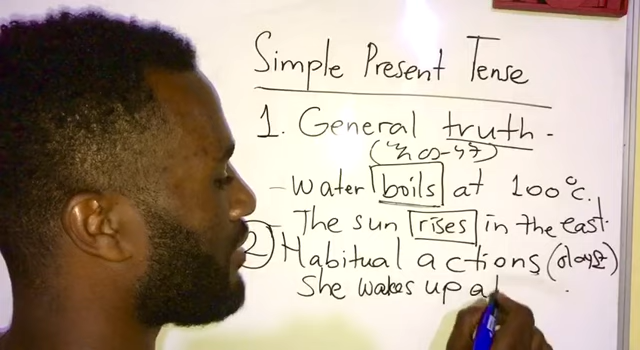 Simple Present Tense
1. General truth -
- Water boils at 100°C.
- The sun rises in the east.
2 Habitual actions
She wakes up a